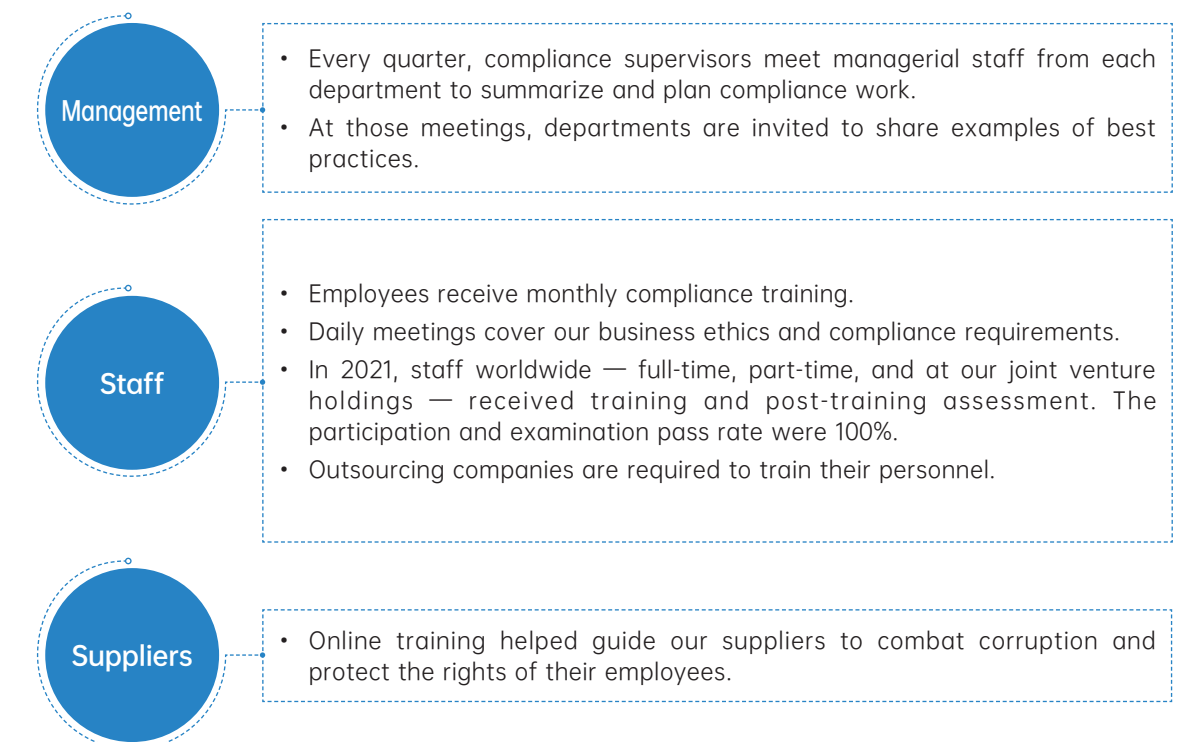 Management
• Every quarter, compliance supervisors meet managerial staff from each
department to summarize and plan compliance work.
• At those meetings, departments are invited to share examples of best
practices.
Staff
• Employees receive monthly compliance training.
• Daily meetings cover our business ethics and compliance requirements.
• In 2021, staff worldwide — full-time, part-time, and at our joint venture
holdings — received training and post-training assessment. The
participation and examination pass rate were 100%.
• Outsourcing companies are required to train their personnel.
Suppliers
• Online training helped guide our suppliers to combat corruption and
protect the rights of their employees.